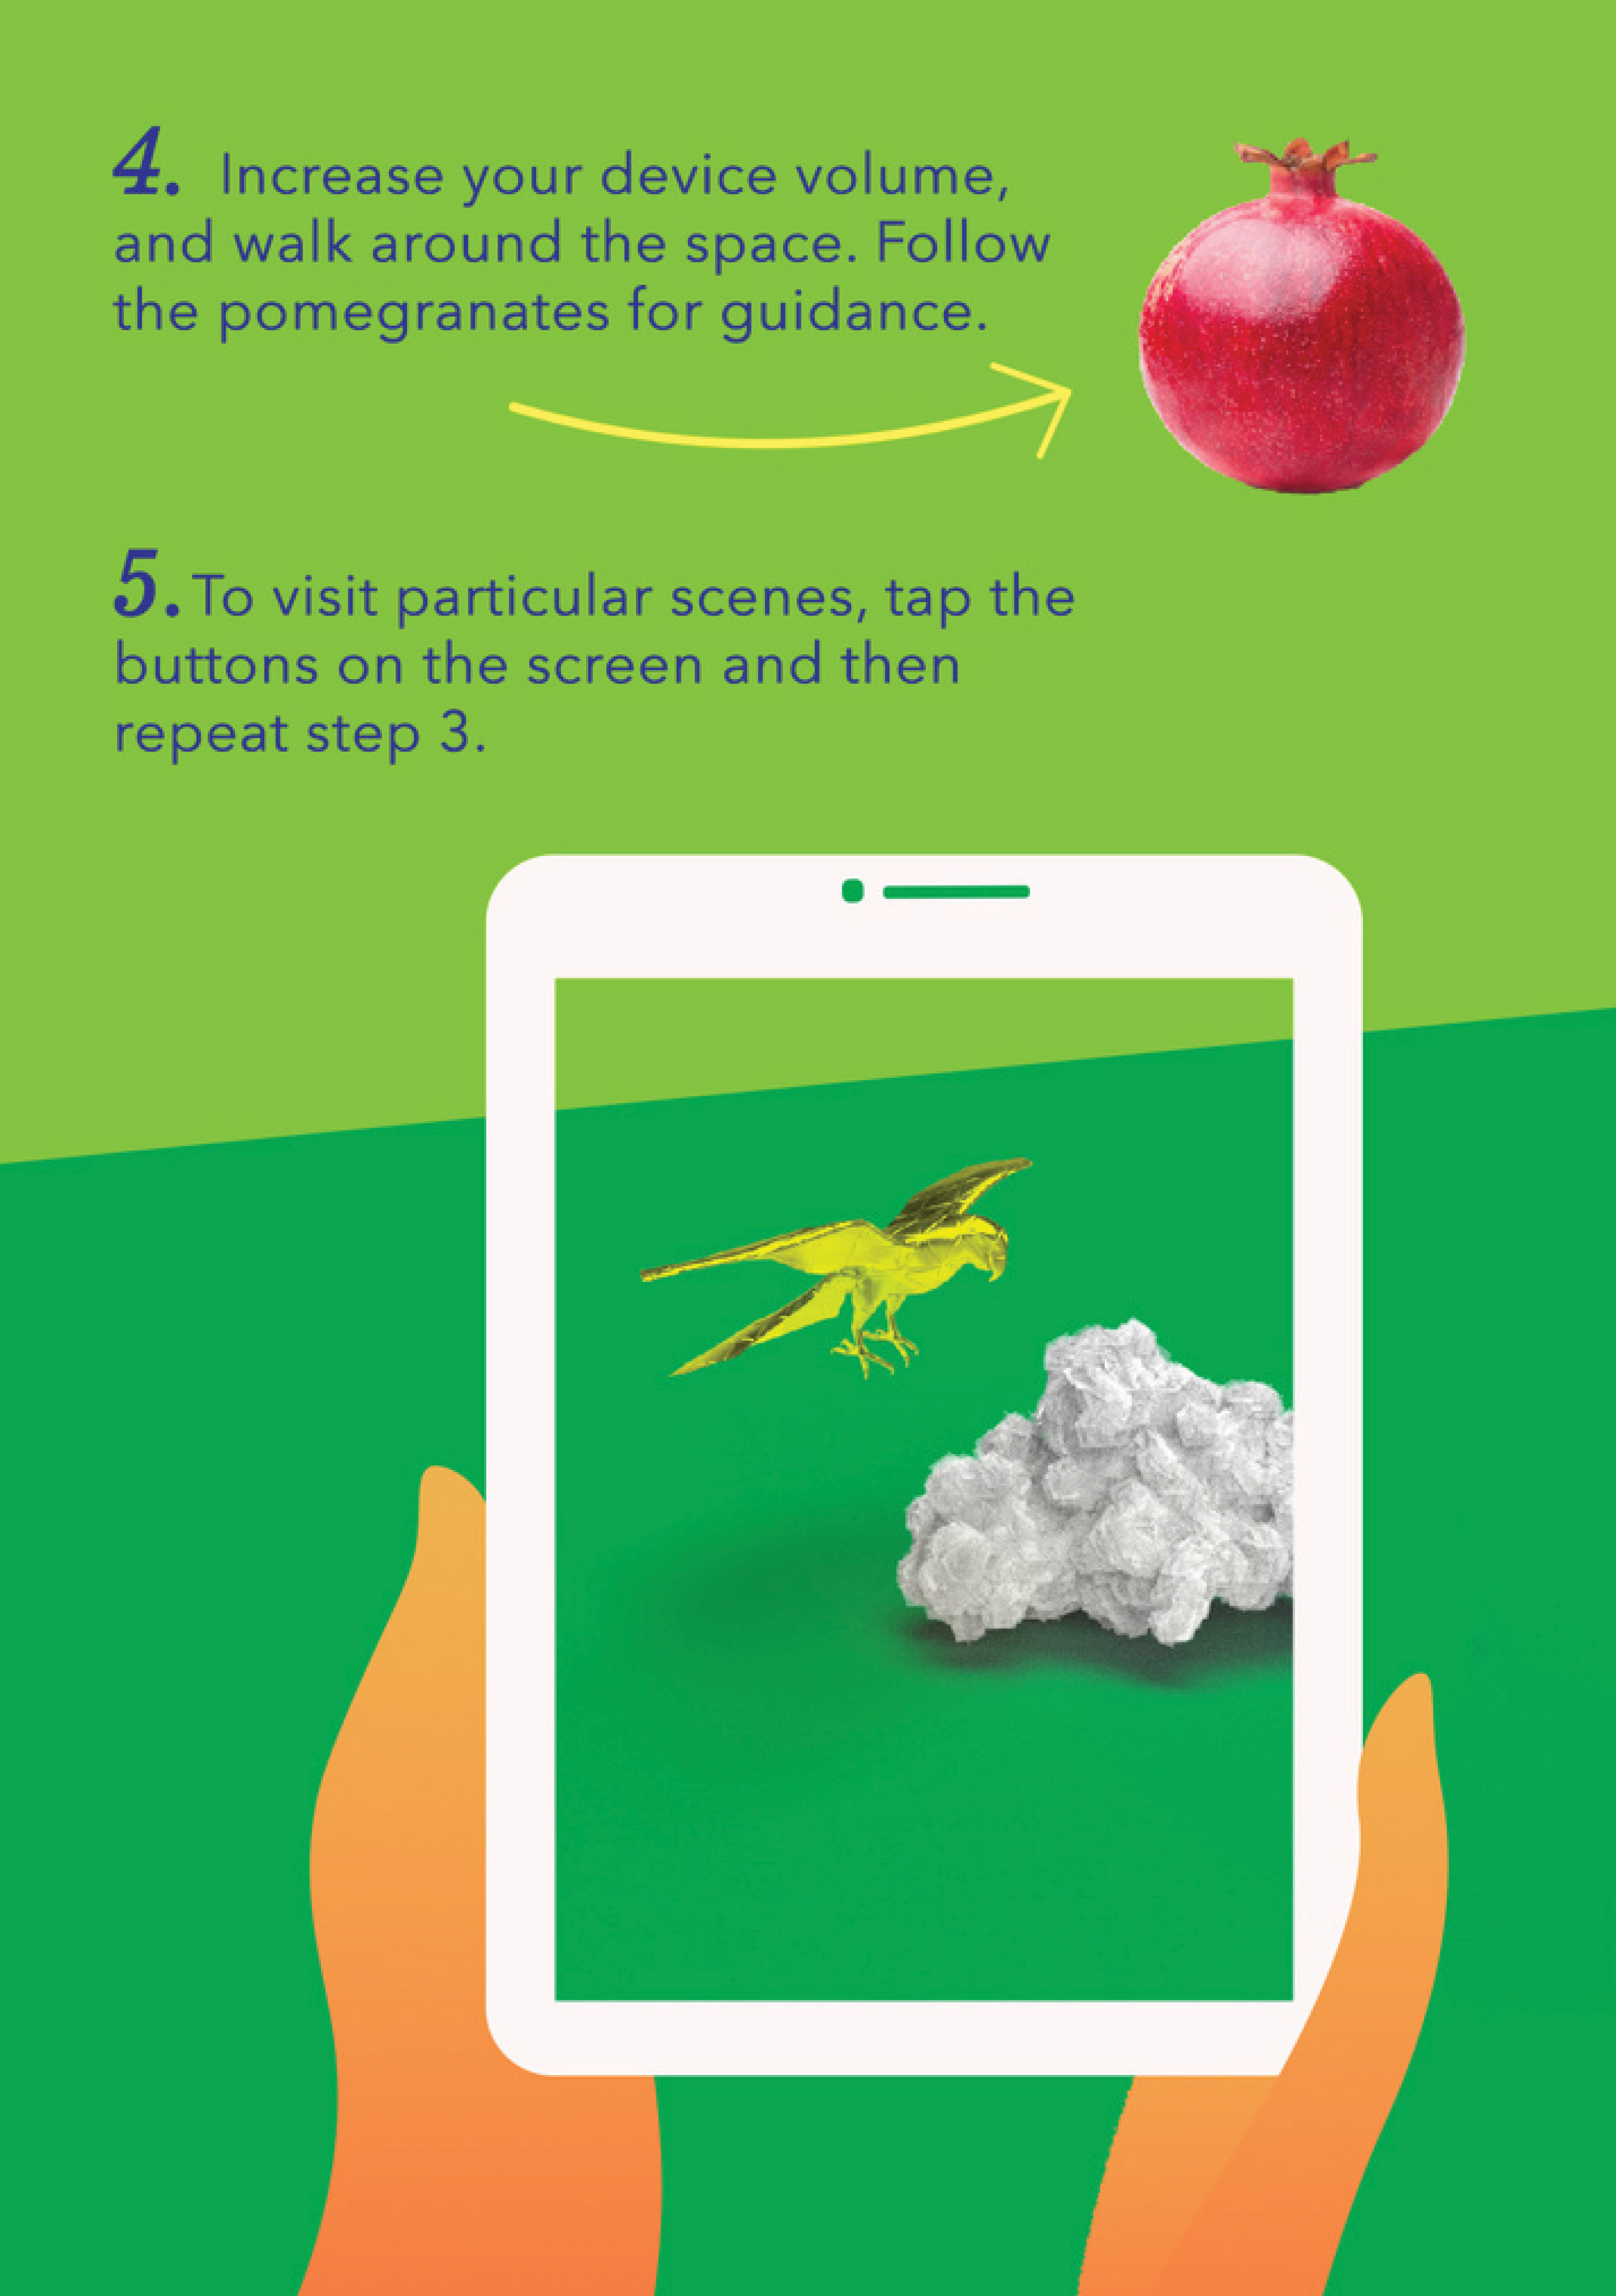 4. Increase your device volume,
and walk around the space. Follow
the pomegranates for guidance.
5. To visit particular scenes, tap the
buttons on the screen and then
repeat step 3.